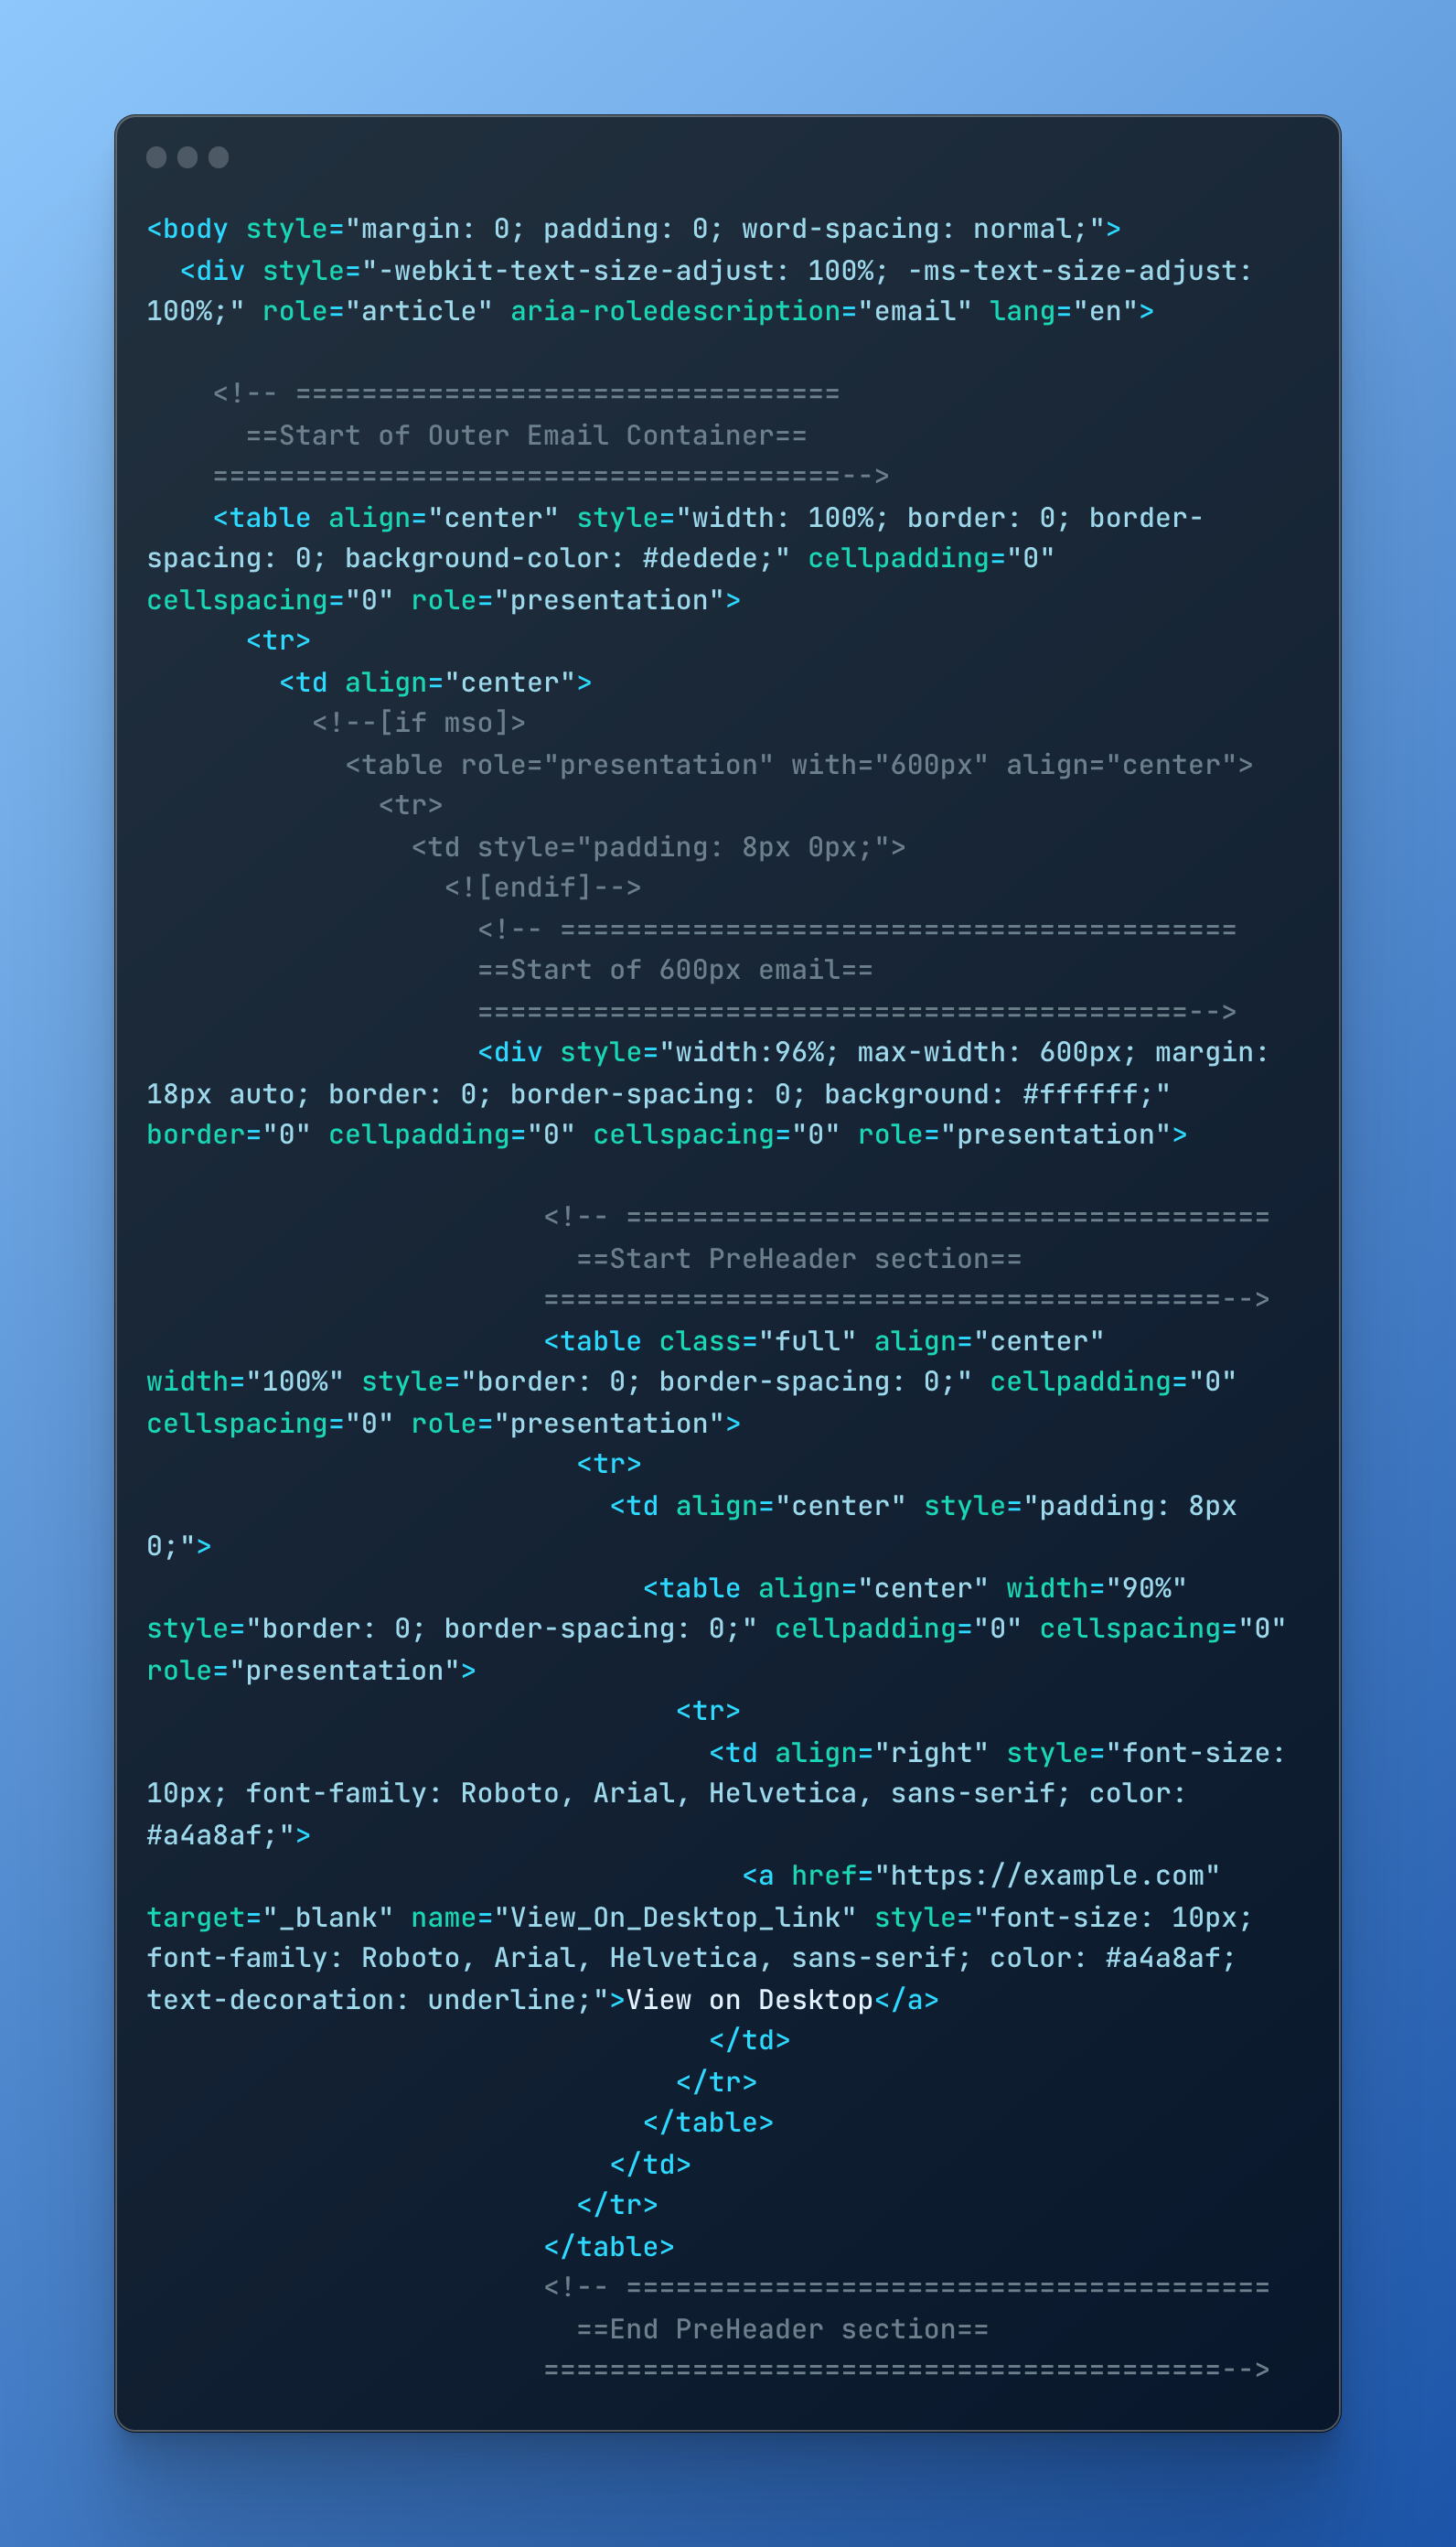 <body style="margin: 0; padding: 0; word-spacing: normal;">
<div style="-webkit-text-size-adjust: 100%; -ms-text-size-adjust:
100%;" role="article" aria-roledescription="email" lang="en">
<!-- =================================
==Start of Outer Email Container==
======================================-->
<table align="center" style="width: 100%; border: 0; border-
spacing: 0; background-color: #dedede;" cellpadding="0"
cellspacing="0" role="presentation">
<tr>
<td align="center">
<!--[if mso]>
<table role="presentation" with="600px" align="center">
<tr>
<td style="padding: 8px 0px;">
<![endif]-->
<!-- =========================================
==Start of 600px email==
===========================================-->
<div style="width:96%; max-width: 600px; margin:
18px auto; border: 0; border-spacing: 0; background: #ffffff;"
border="0" cellpadding="0" cellspacing="0" role="presentation">
<!-- =======================================
==Start PreHeader section==
=========================================-->
<table class="full" align="center"
width="100%" style="border: 0; border-spacing: 0;" cellpadding="0"
cellspacing="0" role="presentation">
<tr>
<td align="center" style="padding: 8px
0;">
<table align="center" width="90%"
style="border: 0; border-spacing: 0;" cellpadding="0" cellspacing="0"
role="presentation">
<tr>
<td align="right" style="font-size:
10px; font-family: Roboto, Arial, Helvetica, sans-serif; color:
#a4a8af;">
<a href="https://example.com"
target="_blank" name="View_On_Desktop_link" style="font-size: 10px;
font-family: Roboto, Arial, Helvetica, sans-serif; color: #a4a8af;
text-decoration: underline;">View on Desktop</a>
</td>
</tr>
</table>
</td>
</tr>
</table>
<!-- =======================================
==End PreHeader section==
=========================================-->